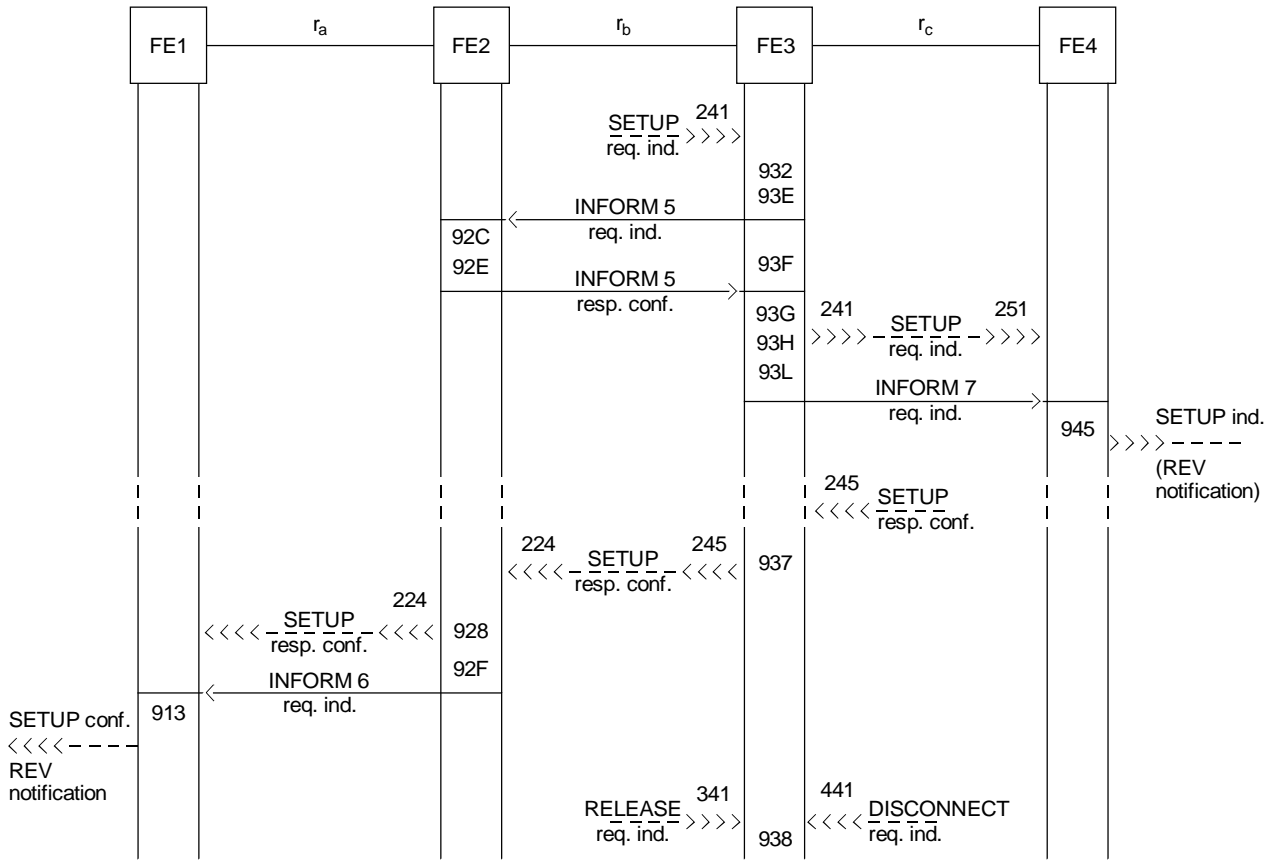 FE1
r_a
FE2
r_b
FE3
r_c
FE4
241
SETUP
req. ind.
932
93E
INFORM 5
req. ind.
92C
92E
93F
INFORM 5
resp. conf.
93G
93H
93L
241
SETUP
req. ind.
251
INFORM 7
req. ind.
945
SETUP ind.
(REV
notification)
245
SETUP
resp. conf.
937
224
SETUP
resp. conf.
245
224
SETUP
resp. conf.
928
92F
INFORM 6
req. ind.
913
SETUP conf.
REV
notification
RELEASE
req. ind.
341
441
DISCONNECT
req. ind.
938